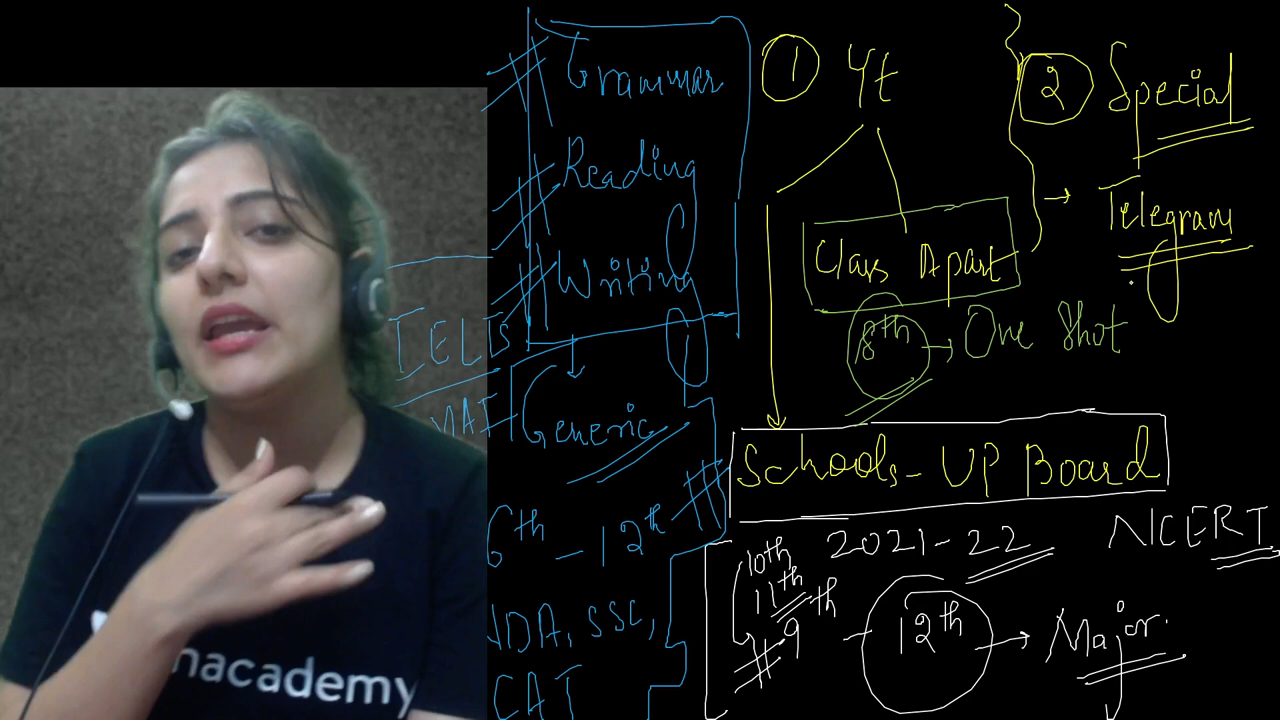 Grammar
Reading
Writing
IELTS
Generic
6th - 12th
NDA, SSC,
CAT
1 Yt
Class Apart
8th → One Shot
2 Special
→ Telegram
Schools - UP Board
2021-22 NCERT
10th
11th
9th - 12th → Major
nacademy